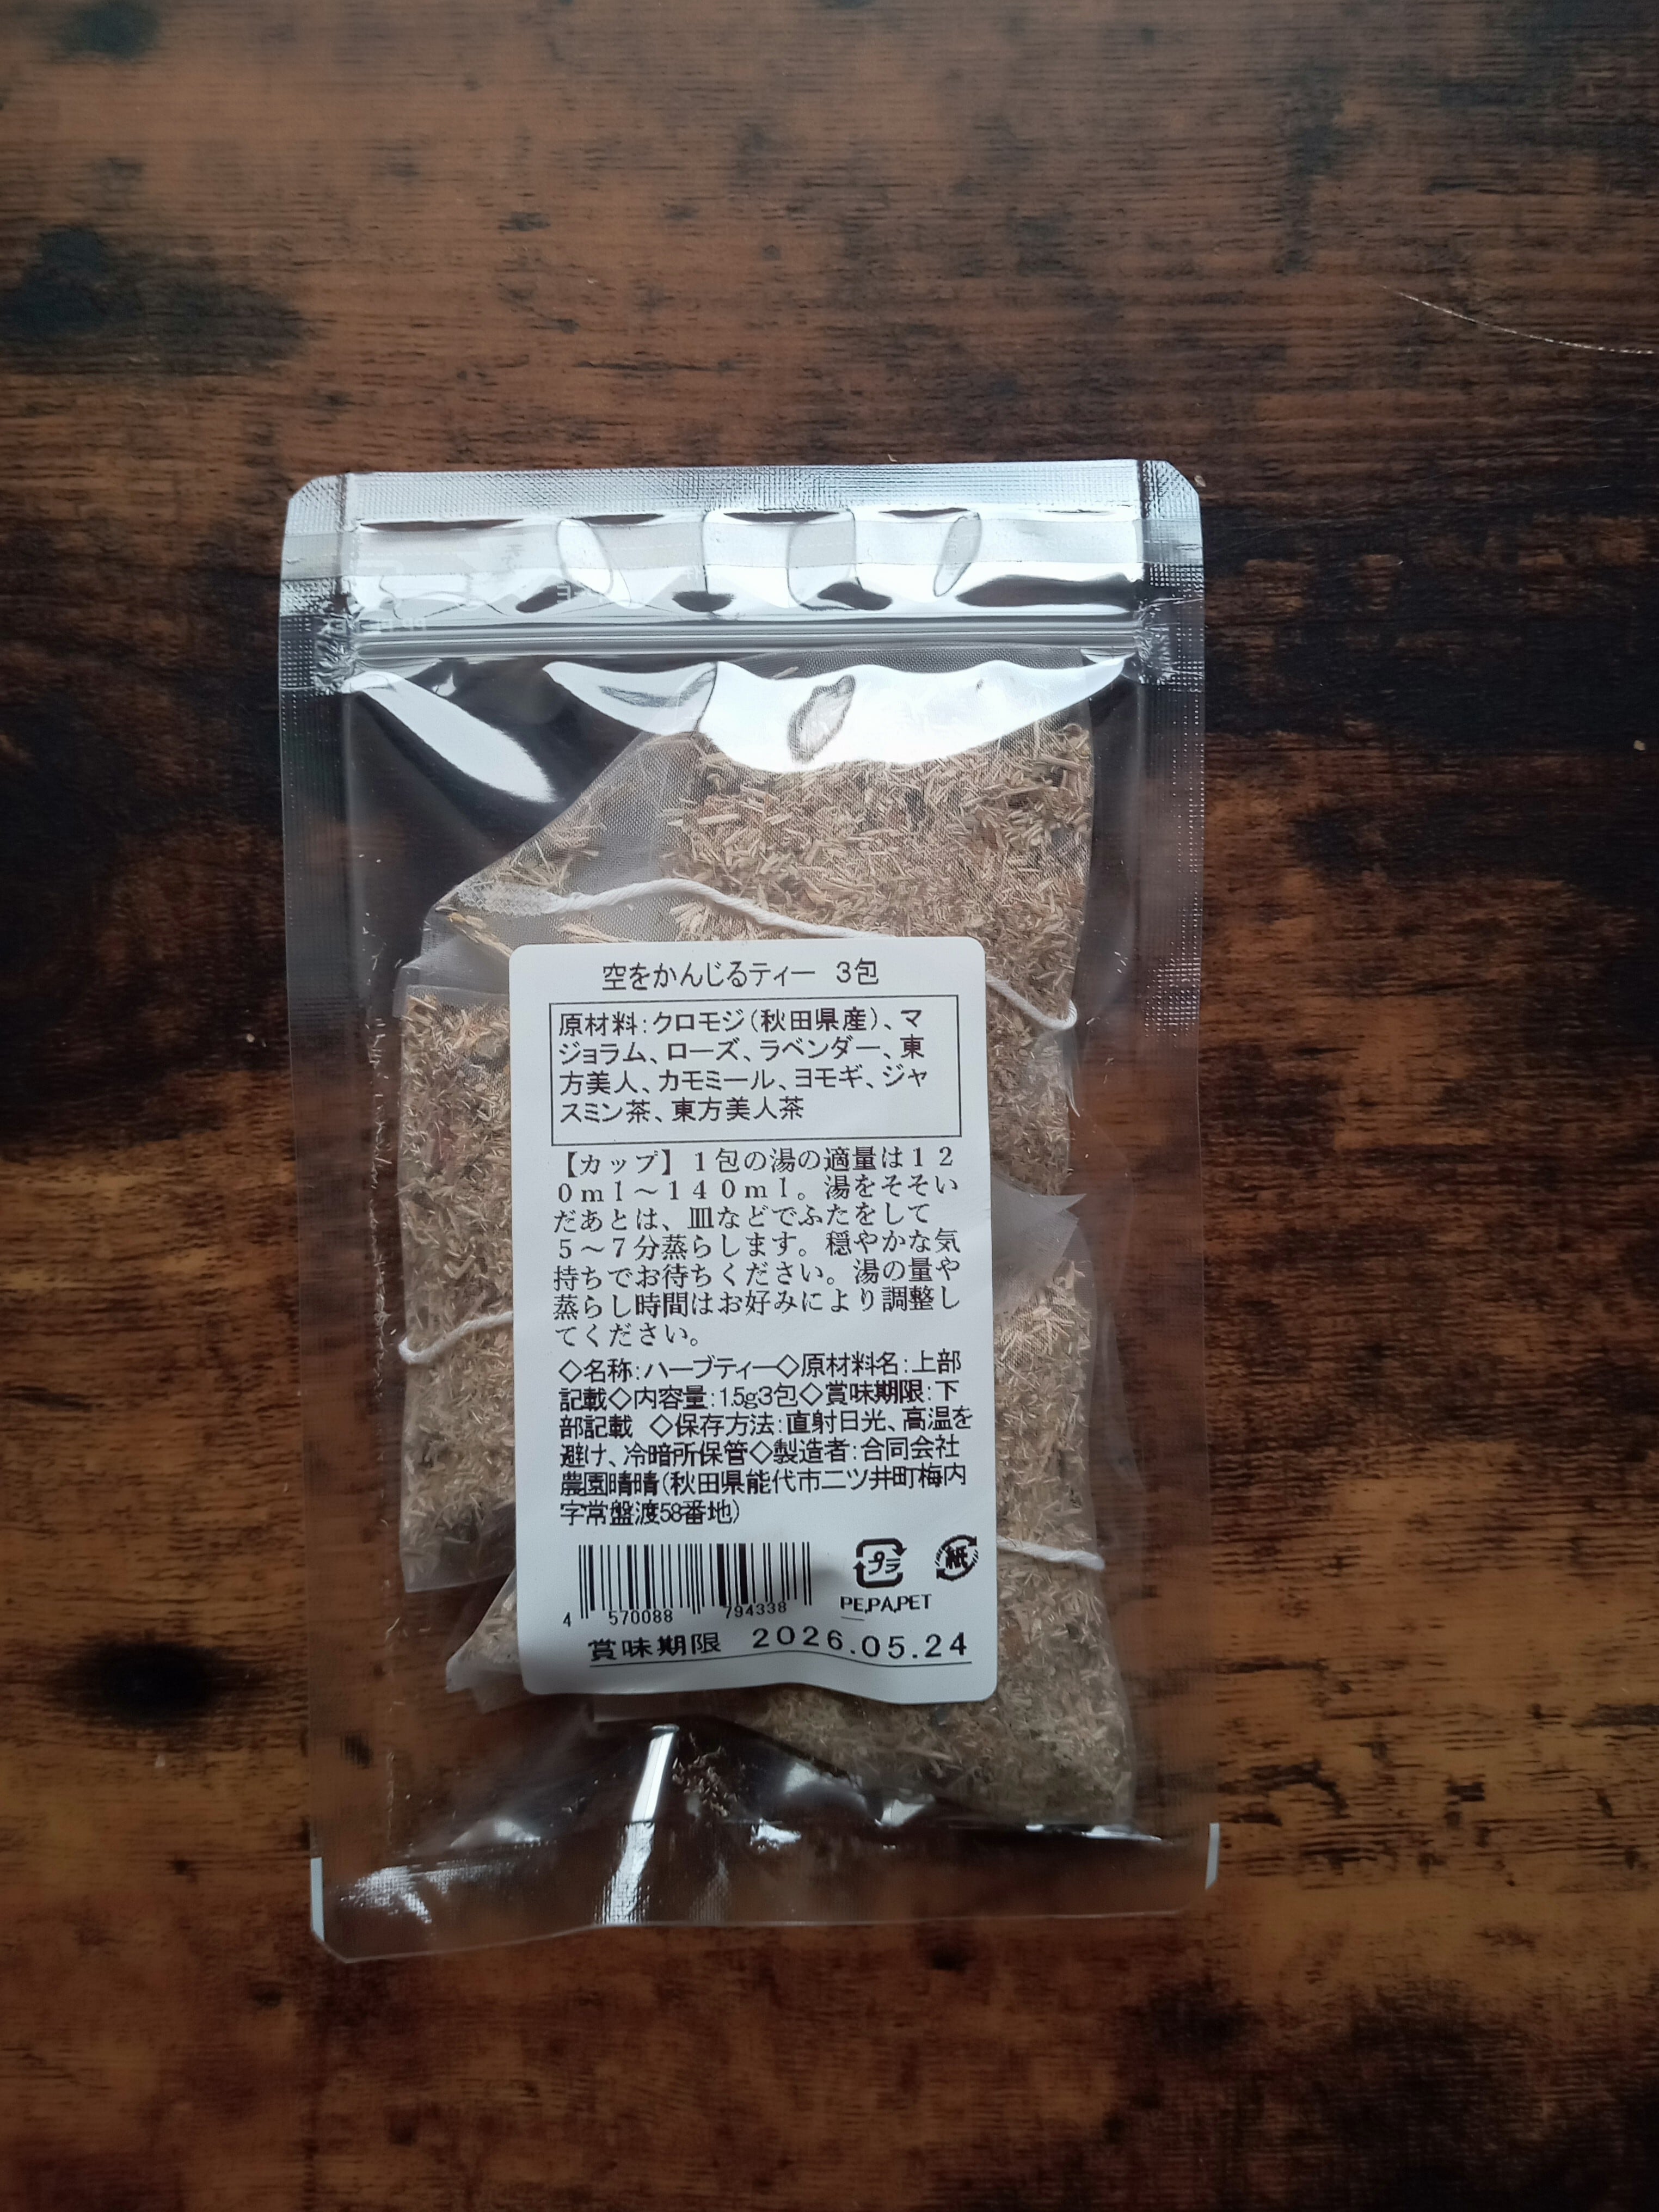 空をかんじるティー 3包
原材料:クロモジ(秋田県産)、マ
ジョラム、ローズ、ラベンダー、東
方美人、カモミール、ヨモギ、ジャ
スミン茶、東方美人茶
【カップ】1包の湯の適量は12
0ml~140ml。湯をそそい
だあとは、皿などでふたをして
5~7分蒸らします。穏やかな気
持ちでお待ちください。湯の量や
蒸らし時間はお好みにより調整し
てください。
◇名称:ハーブティー◇原材料名:上部
記載◇内容量:1.5g3包◇賞味期限:下
部記載 ◇保存方法:直射日光、高温を
避け、冷暗所保管◇製造者:合同会社
農園晴晴(秋田県能代市二ツ井町梅内
字常盤渡58番地)
プラ 紙
PE,PA,PET
4 570088 794338
賞味期限 2026.05.24